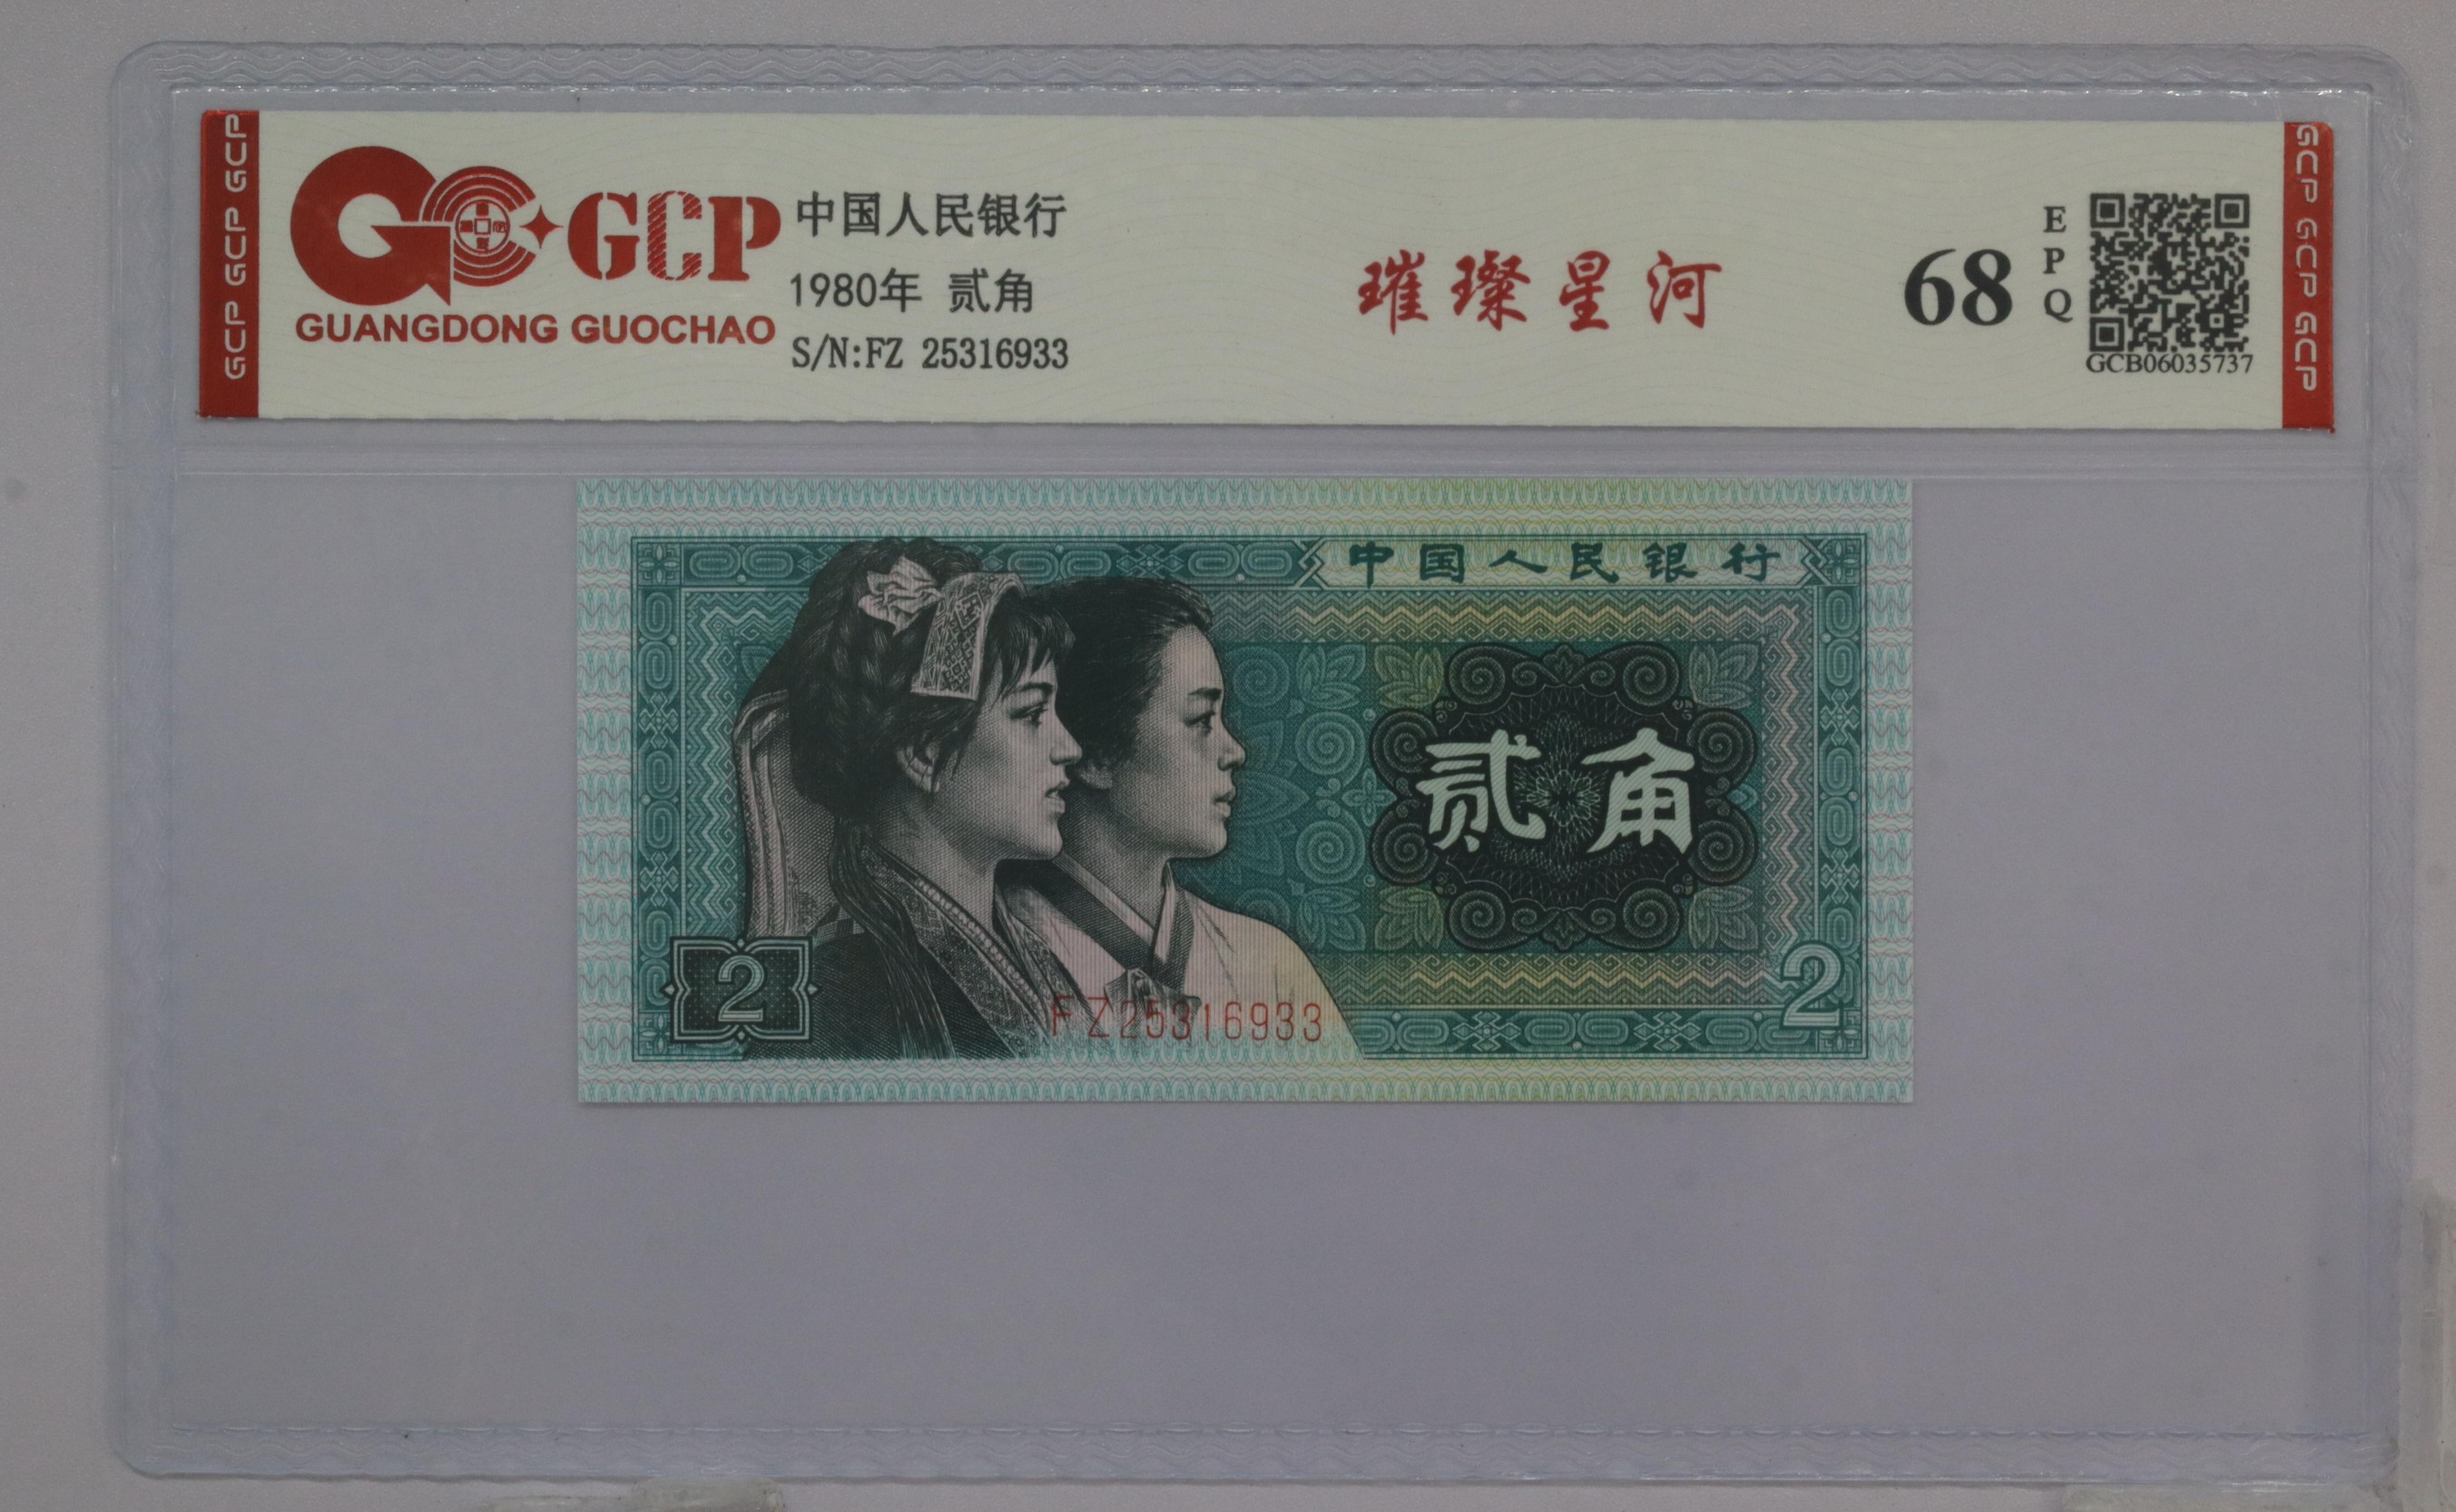 GCP GCP GCP
GCP
GUANGDONG GUOCHAO
中国人民银行
1980年 贰角
S/N:FZ 25316933
璀璨星河
68
EPQ
GCB06035737
GCP GCP GCP
中国人民银行
贰角
2
FZ25316933
2